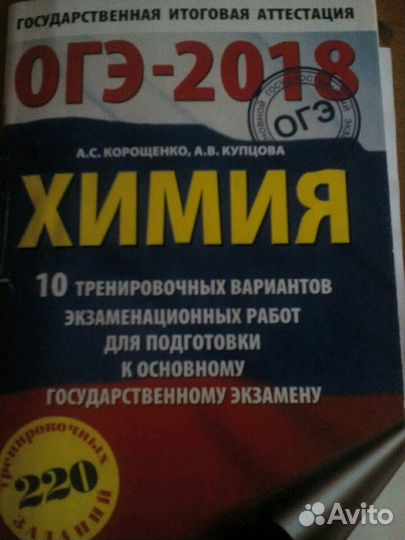 ГОСУДАРСТВЕННАЯ ИТОГОВАЯ АТТЕСТАЦИЯ
ОГЭ-2018
ОГЭ
А.С. КОРОЩЕНКО, А.В. КУПЦОВА
ХИМИЯ
10 ТРЕНИРОВОЧНЫХ ВАРИАНТОВ
ЭКЗАМЕНАЦИОННЫХ РАБОТ
ДЛЯ ПОДГОТОВКИ
К ОСНОВНОМУ
ГОСУДАРСТВЕННОМУ ЭКЗАМЕНУ
тренировочных
220
заданий
Avito